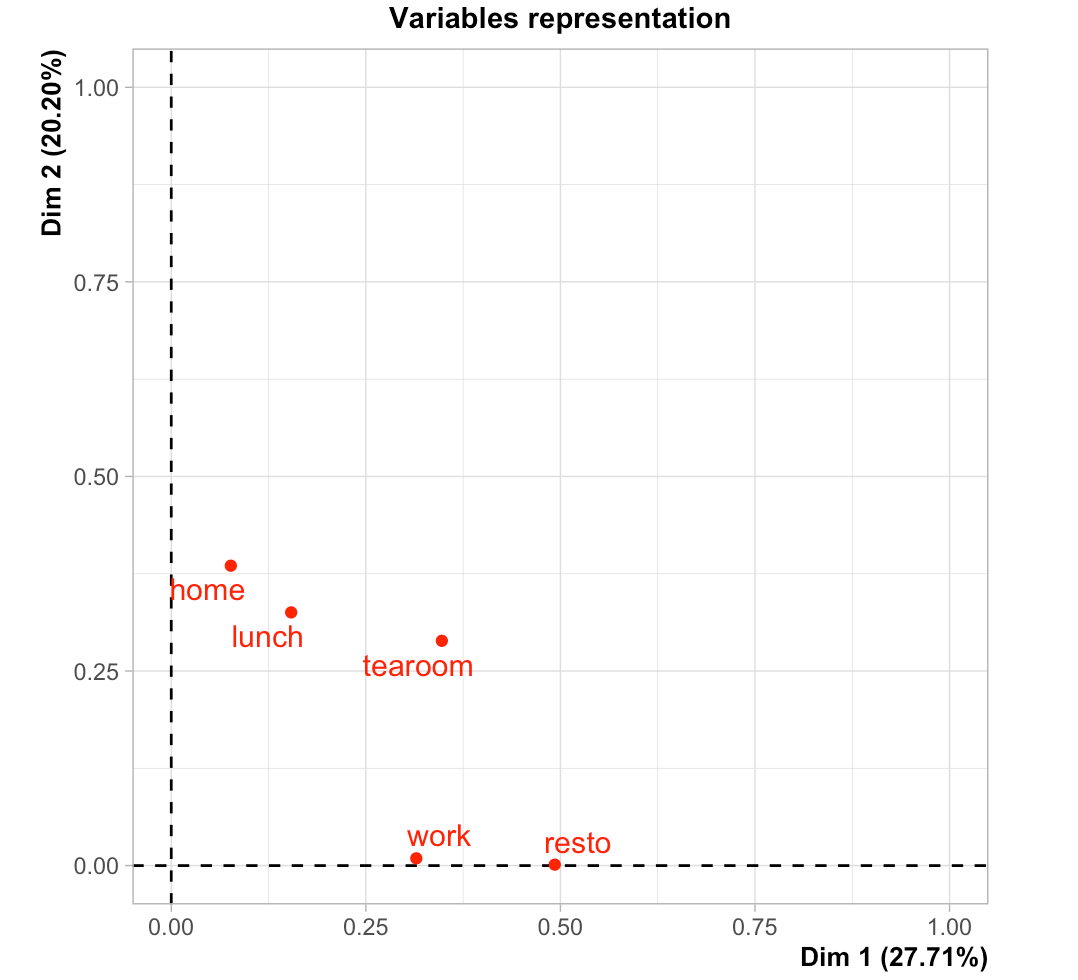 Variables representation
Dim 2 (20.20%)
1.00
0.75
0.50
0.25
0.00
home
lunch
tearoom
work
resto
0.00 0.25 0.50 0.75 1.00
Dim 1 (27.71%)